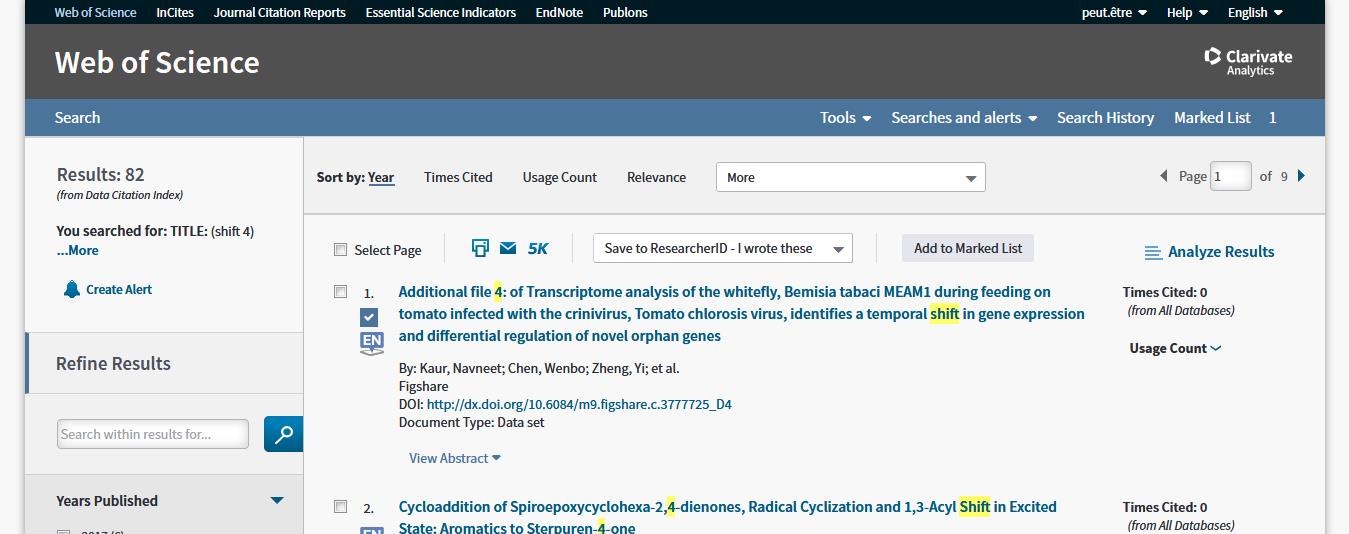 Web of Science InCites Journal Citation Reports Essential Science Indicators EndNote Publons peut.être Help English
Web of Science
Clarivate
Analytics
Search Tools Searches and alerts Search History Marked List 1
Results: 82
(from Data Citation Index)
You searched for: TITLE: (shift 4)
...More
Create Alert
Refine Results
Search within results for...
Years Published
Sort by: Year Times Cited Usage Count Relevance More Page 1 of 9
Select Page 5K Save to ResearcherID - I wrote these Add to Marked List Analyze Results
1. Additional file 4: of Transcriptome analysis of the whitefly, Bemisia tabaci MEAM1 during feeding on
tomato infected with the crinivirus, Tomato chlorosis virus, identifies a temporal shift in gene expression
EN and differential regulation of novel orphan genes
By: Kaur, Navneet; Chen, Wenbo; Zheng, Yi; et al.
Figshare
DOI: http://dx.doi.org/10.6084/m9.figshare.c.3777725_D4
Document Type: Data set
View Abstract
Times Cited: 0
(from All Databases)
Usage Count
2. Cycloaddition of Spiroepoxycyclohexa-2,4-dienones, Radical Cyclization and 1,3-Acyl Shift in Excited
EN State: Aromatics to Sterpuren-4-one
Times Cited: 0
(from All Databases)